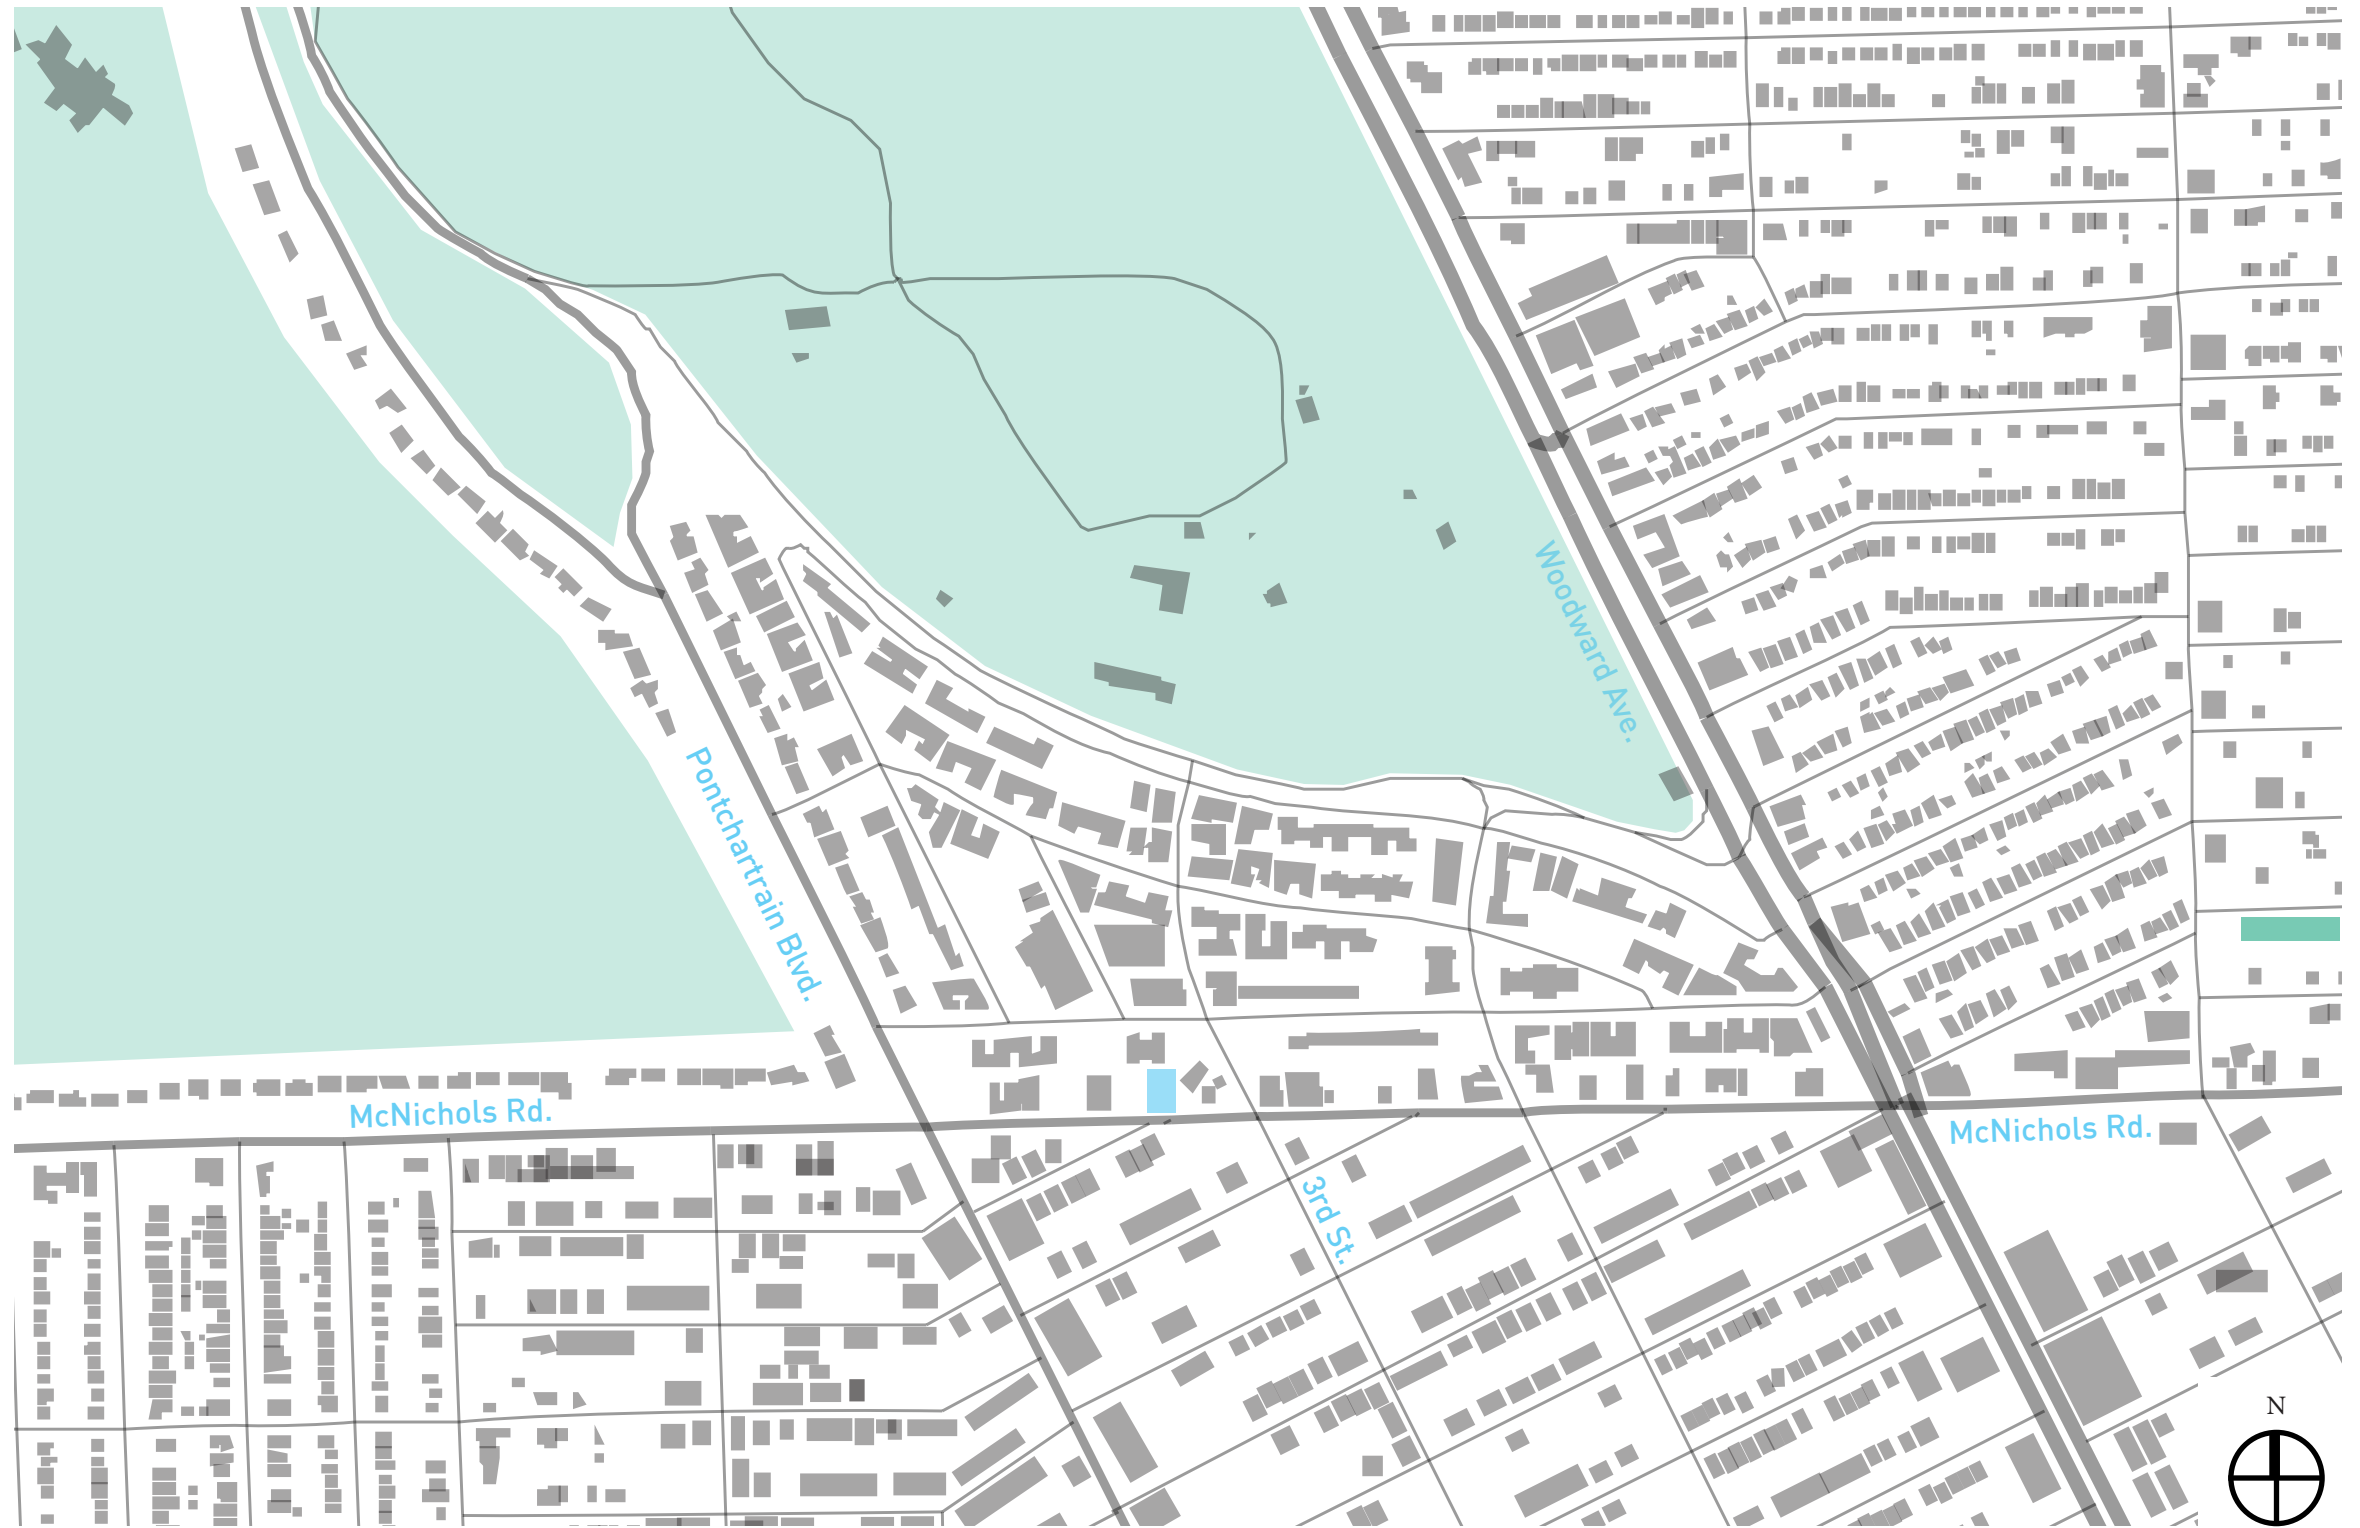 Woodward Ave.
Pontchartrain Blvd.
McNichols Rd.
McNichols Rd.
3rd St.
N